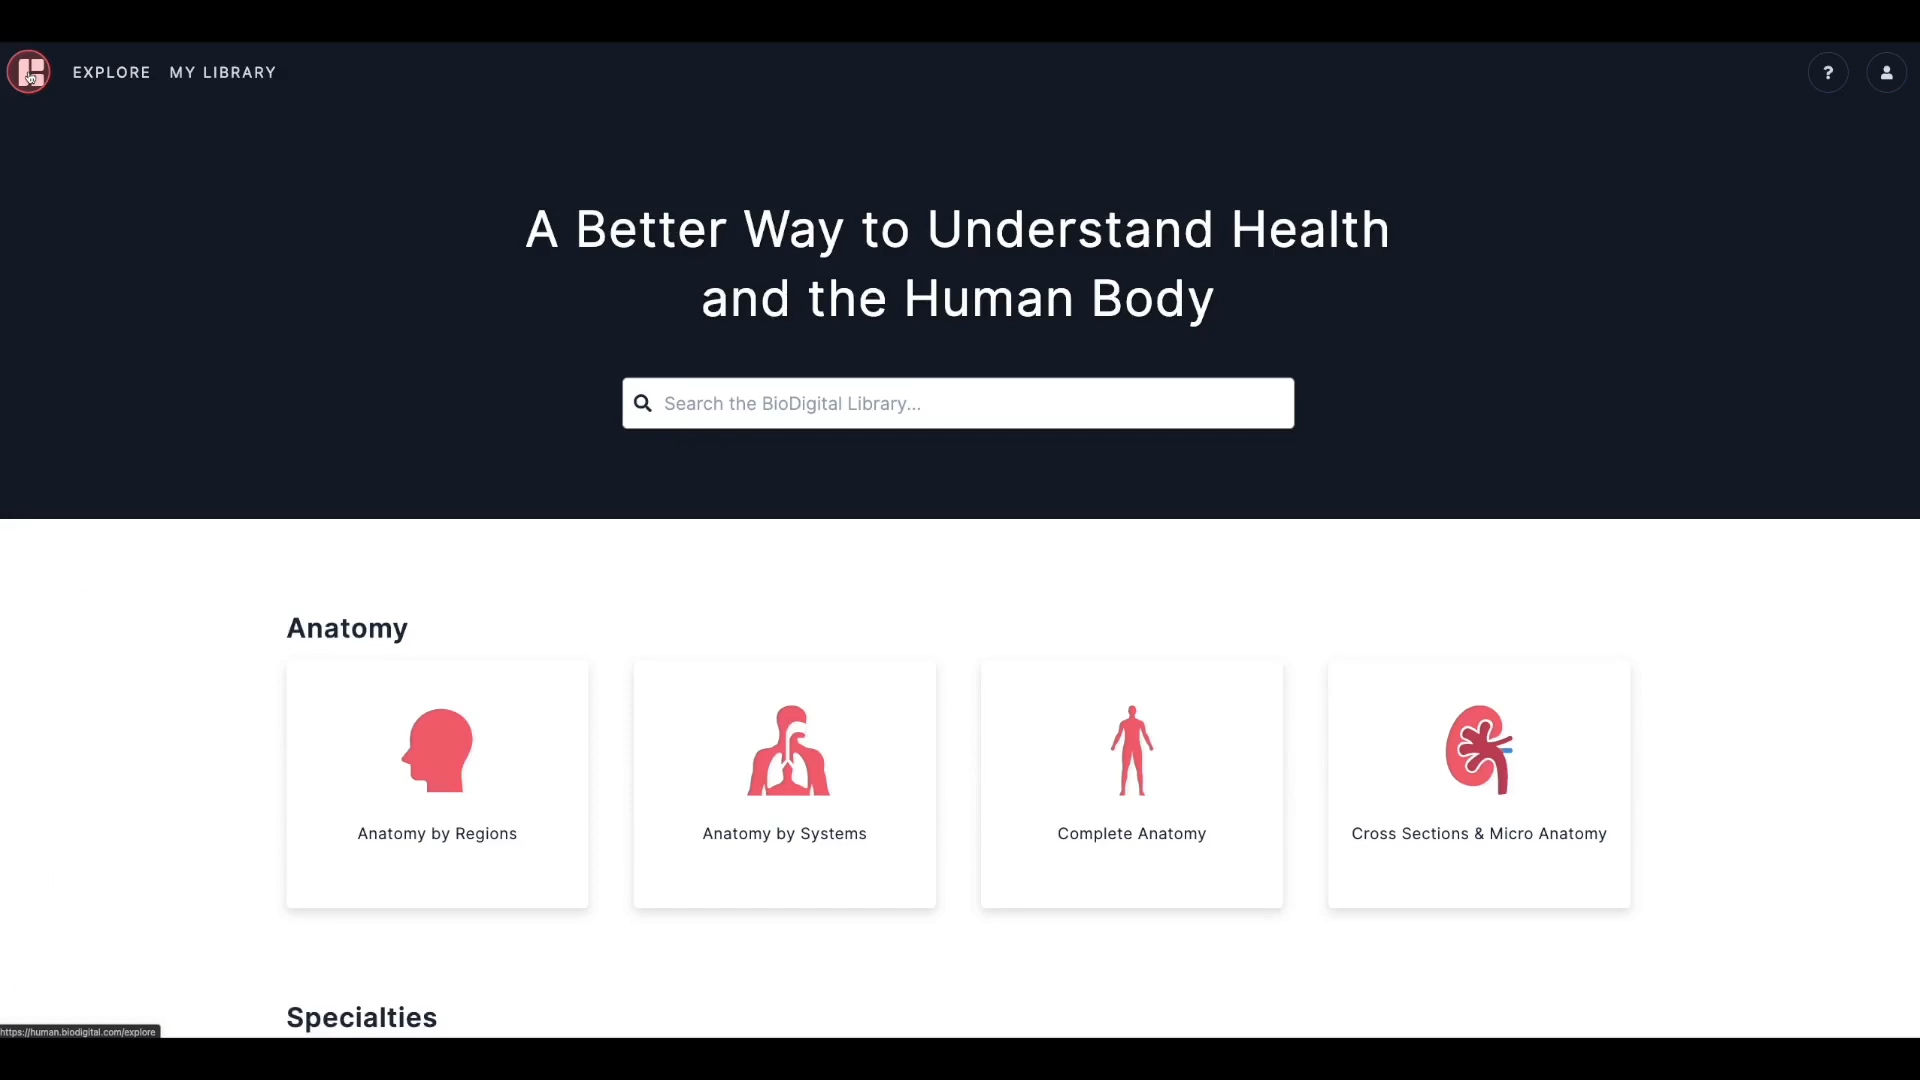 EXPLORE MY LIBRARY
?
A Better Way to Understand Health
and the Human Body
Search the BioDigital Library...
Anatomy
Anatomy by Regions
Anatomy by Systems
Complete Anatomy
Cross Sections & Micro Anatomy
Specialties
https://human.biodigital.com/explore